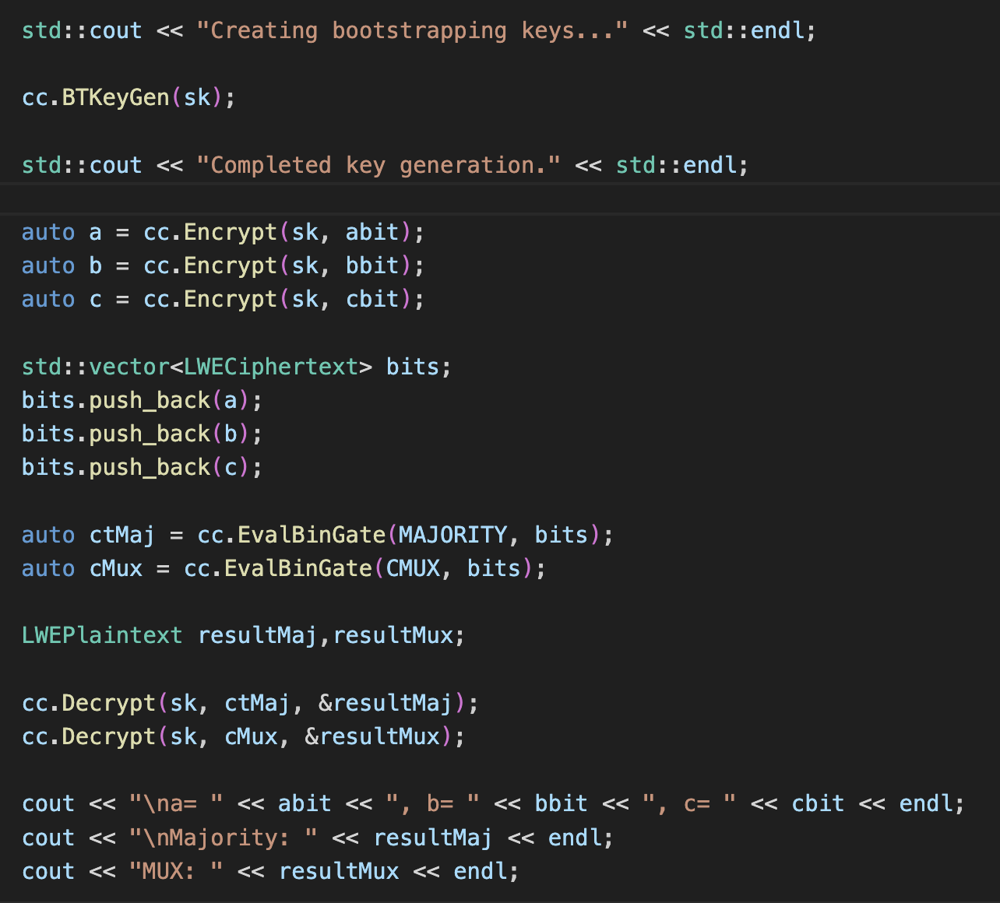 std::cout << "Creating bootstrapping keys..." << std::endl;
cc.BTKeyGen(sk);
std::cout << "Completed key generation." << std::endl;
auto a = cc.Encrypt(sk, abit);
auto b = cc.Encrypt(sk, bbit);
auto c = cc.Encrypt(sk, cbit);
std::vector<LWECiphertext> bits;
bits.push_back(a);
bits.push_back(b);
bits.push_back(c);
auto ctMaj = cc.EvalBinGate(MAJORITY, bits);
auto cMux = cc.EvalBinGate(CMUX, bits);
LWEPlaintext resultMaj,resultMux;
cc.Decrypt(sk, ctMaj, &resultMaj);
cc.Decrypt(sk, cMux, &resultMux);
cout << "\na= " << abit << ", b= " << bbit << ", c= " << cbit << endl;
cout << "\nMajority: " << resultMaj << endl;
cout << "MUX: " << resultMux << endl;